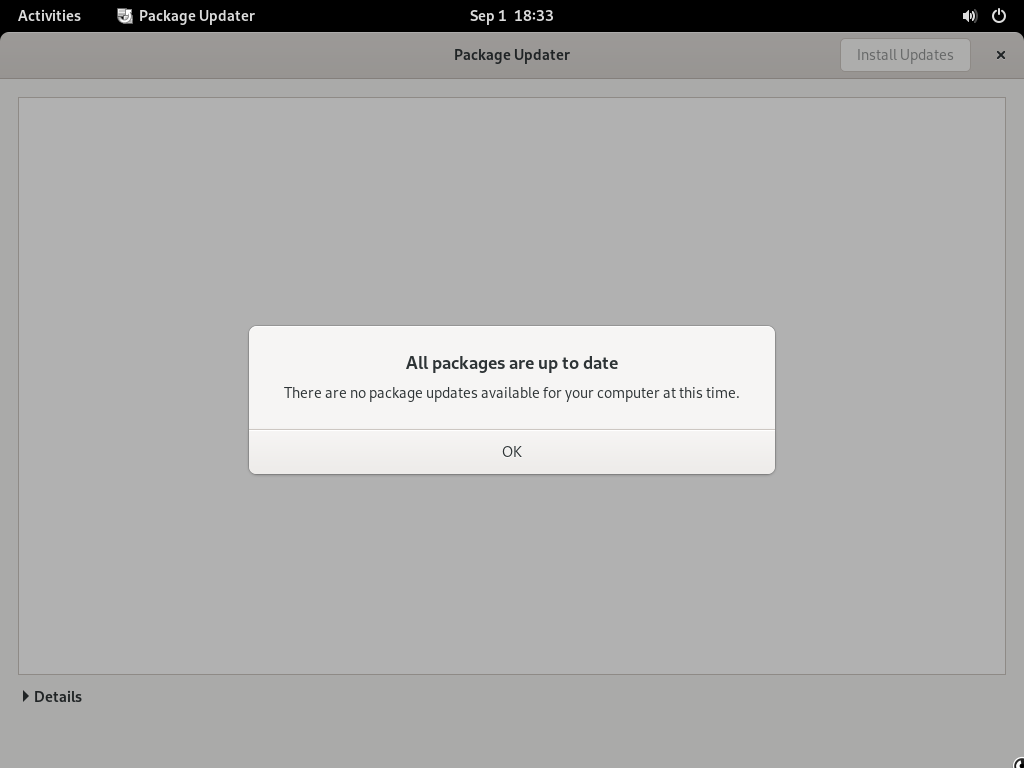 Activities Package Updater Sep 1 18:33
Package Updater Install Updates
All packages are up to date
There are no package updates available for your computer at this time.
OK
Details